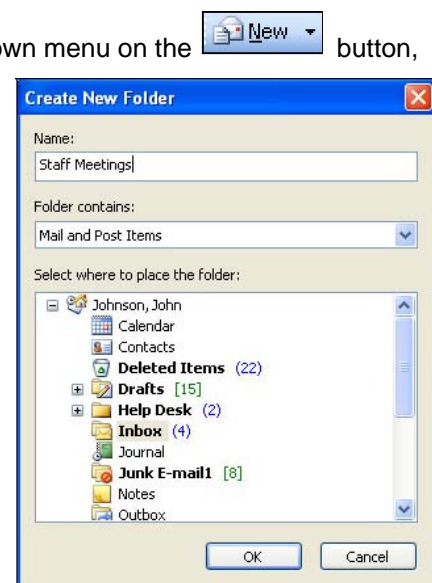 own menu on the New button,
Create New Folder
Name:
Staff Meetings
Folder contains:
Mail and Post Items
Select where to place the folder:
Johnson, John
Calendar
Contacts
Deleted Items (22)
Drafts [15]
Help Desk (2)
Inbox (4)
Journal
Junk E-mail1 [8]
Notes
Outbox
OK Cancel